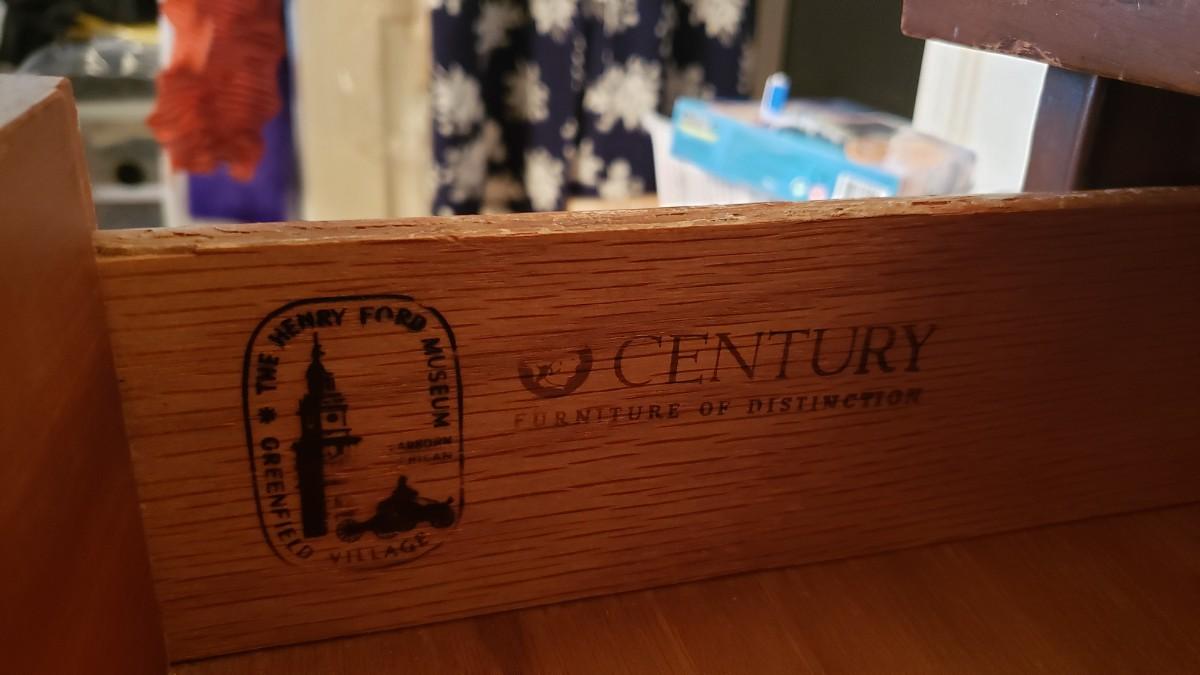 THE HENRY FORD MUSEUM
* GREENFIELD VILLAGE
CENTURY
FURNITURE OF DISTINCTION